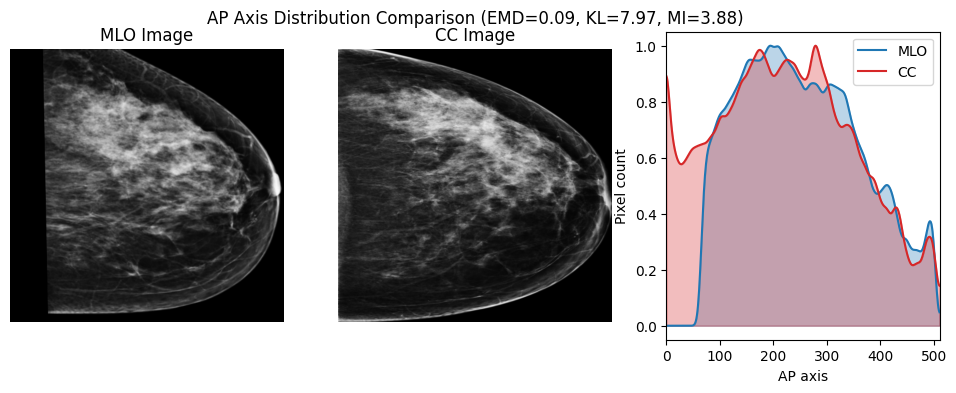 AP Axis Distribution Comparison (EMD=0.09, KL=7.97, MI=3.88)
MLO Image
CC Image
MLO
CC
Pixel count
1.0
0.8
0.6
0.4
0.2
0.0
0 100 200 300 400 500
AP axis